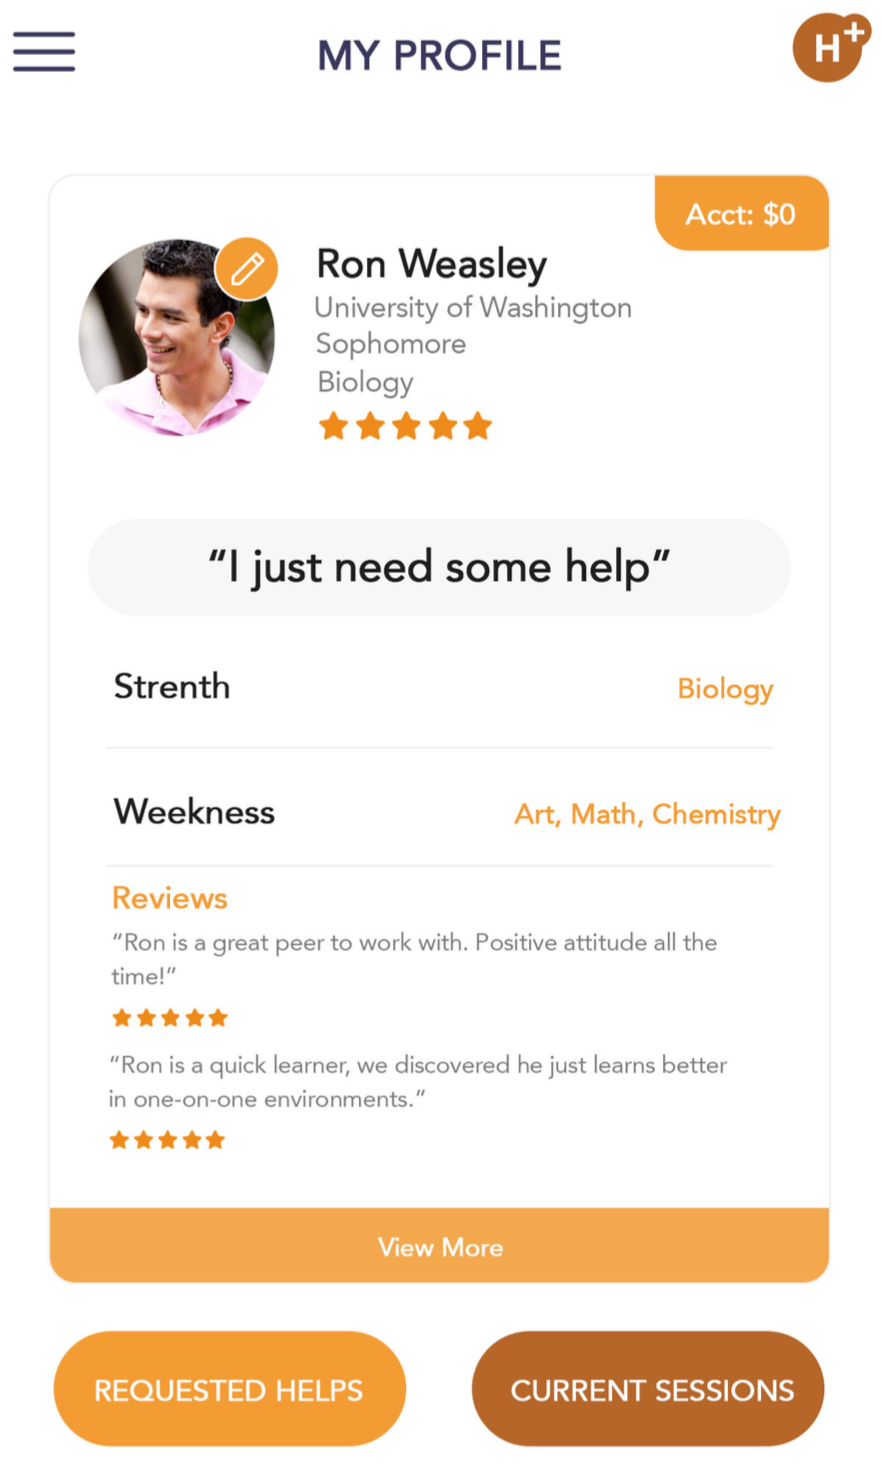 MY PROFILE
H+
Acct: $0
Ron Weasley
University of Washington
Sophomore
Biology
“I just need some help”
Strenth
Biology
Weekness
Art, Math, Chemistry
Reviews
“Ron is a great peer to work with. Positive attitude all the
time!”
“Ron is a quick learner, we discovered he just learns better
in one-on-one environments.”
View More
REQUESTED HELPS
CURRENT SESSIONS